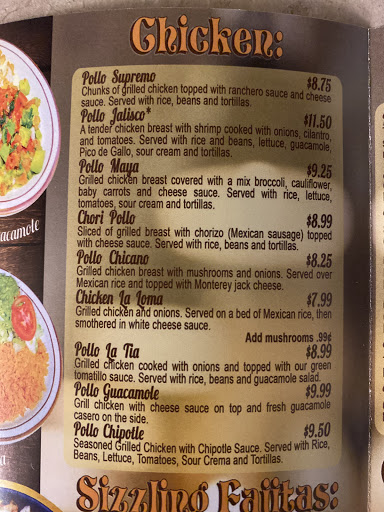 Chicken:
Pollo Supremo $8.75
Chunks of grilled chicken topped with ranchero sauce and cheese
sauce. Served with rice, beans and tortillas.
Pollo Jalisco* $11.50
A tender chicken breast with shrimp cooked with onions, cilantro,
and tomatoes. Served with rice and beans, lettuce, guacamole,
Pico de Gallo, sour cream and tortillas.
Pollo Maya $9.25
Grilled chicken breast covered with a mix broccoli, cauliflower,
baby carrots and cheese sauce. Served with rice, lettuce,
tomatoes, sour cream and tortillas.
Chori Pollo $8.99
Sliced of grilled breast with chorizo (Mexican sausage) topped
with cheese sauce. Served with rice, beans and tortillas.
Pollo Chicano $8.25
Grilled chicken breast with mushrooms and onions. Served over
Mexican rice and topped with Monterey jack cheese.
Chicken La Loma $7.99
Grilled chicken and onions. Served on a bed of Mexican rice, then
smothered in white cheese sauce.
Add mushrooms .99¢
Pollo La Tia $8.99
Grilled chicken cooked with onions and topped with our green
tomatillo sauce. Served with rice, beans and guacamole salad.
Pollo Guacamole $9.99
Grill chicken with cheese sauce on top and fresh guacamole
casero on the side.
Pollo Chipotle $9.50
Seasoned Grilled Chicken with Chipotle Sauce. Served with Rice,
Beans, Lettuce, Tomatoes, Sour Crema and Tortillas.
Sizzling Fajitas: